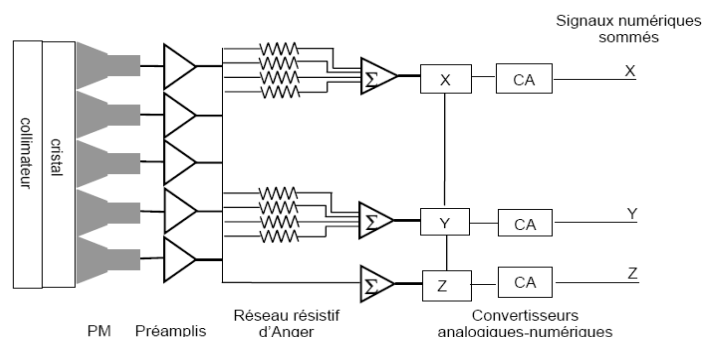 Signaux numériques
sommés
X
CA
X
Σ
collimateur
cristal
Y
CA
Y
Σ
Z
CA
Z
Σ
PM
Préamplis
Réseau résistif
d'Anger
Convertisseurs
analogiques-numériques